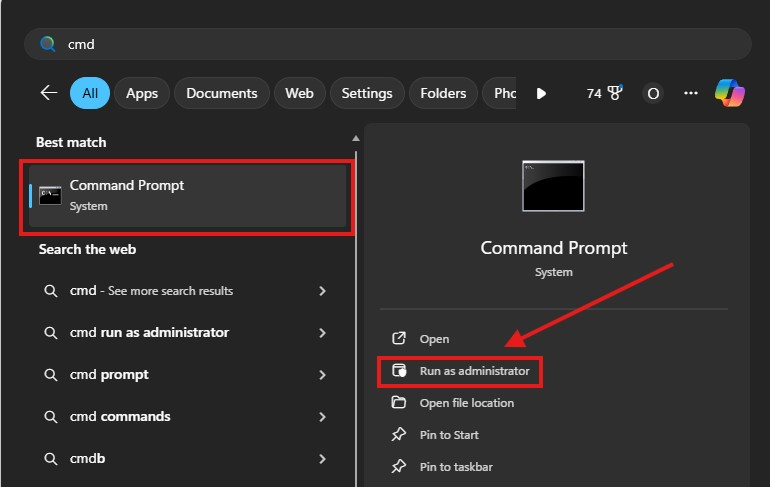 cmd
All
Apps
Documents
Web
Settings
Folders
Pho
74
O
Best match
Command Prompt
System
Search the web
cmd - See more search results
cmd run as administrator
cmd prompt
cmd commands
cmdb
Command Prompt
System
Open
Run as administrator
Open file location
Pin to Start
Pin to taskbar